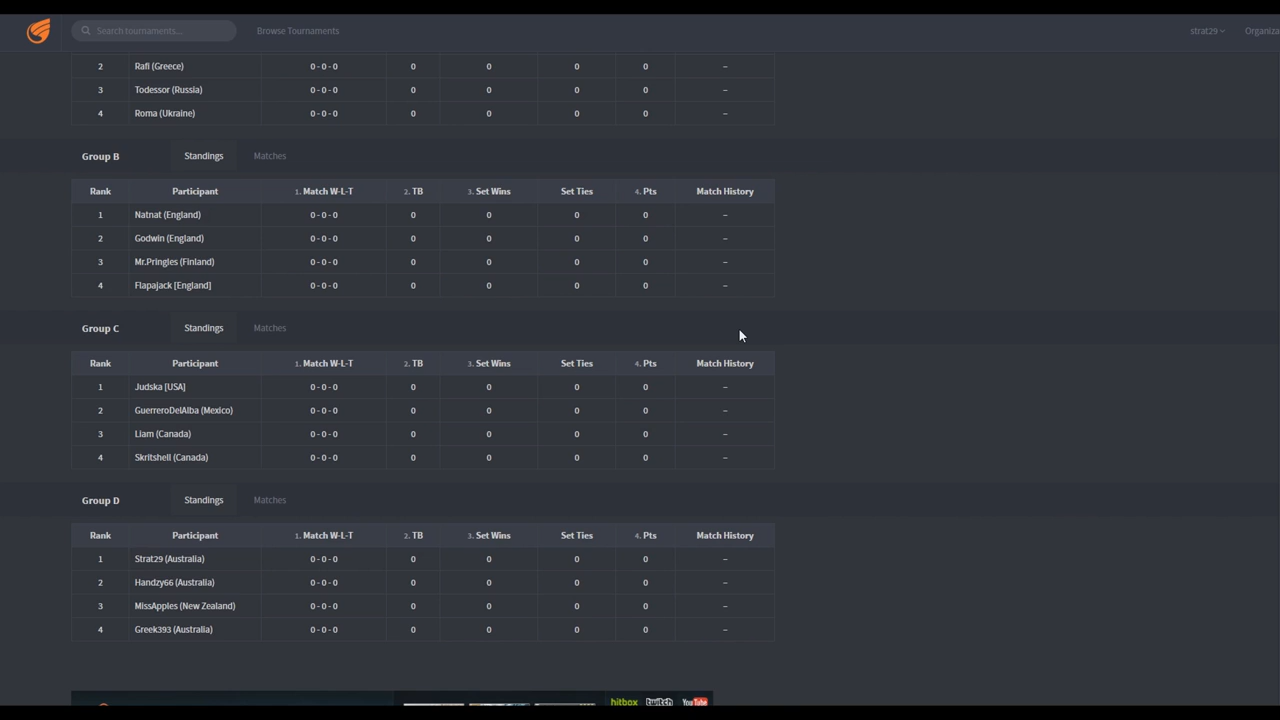 Search tournaments... Browse Tournaments strat29 Organiza
2 Rafi (Greece) 0 - 0 - 0 0 0 0 0 –
3 Todessor (Russia) 0 - 0 - 0 0 0 0 0 –
4 Roma (Ukraine) 0 - 0 - 0 0 0 0 0 –
Group B Standings Matches
Rank Participant 1. Match W-L-T 2. TB 3. Set Wins Set Ties 4. Pts Match History
1 Natnat (England) 0 - 0 - 0 0 0 0 0 –
2 Godwin (England) 0 - 0 - 0 0 0 0 0 –
3 Mr.Pringles (Finland) 0 - 0 - 0 0 0 0 0 –
4 Flapajack [England] 0 - 0 - 0 0 0 0 0 –
Group C Standings Matches
Rank Participant 1. Match W-L-T 2. TB 3. Set Wins Set Ties 4. Pts Match History
1 Judska [USA] 0 - 0 - 0 0 0 0 0 –
2 GuerreroDelAlba (Mexico) 0 - 0 - 0 0 0 0 0 –
3 Liam (Canada) 0 - 0 - 0 0 0 0 0 –
4 Skritshell (Canada) 0 - 0 - 0 0 0 0 0 –
Group D Standings Matches
Rank Participant 1. Match W-L-T 2. TB 3. Set Wins Set Ties 4. Pts Match History
1 Strat29 (Australia) 0 - 0 - 0 0 0 0 0 –
2 Handzy66 (Australia) 0 - 0 - 0 0 0 0 0 –
3 MissApples (New Zealand) 0 - 0 - 0 0 0 0 0 –
4 Greek393 (Australia) 0 - 0 - 0 0 0 0 0 –
hitbox twitch YouTube